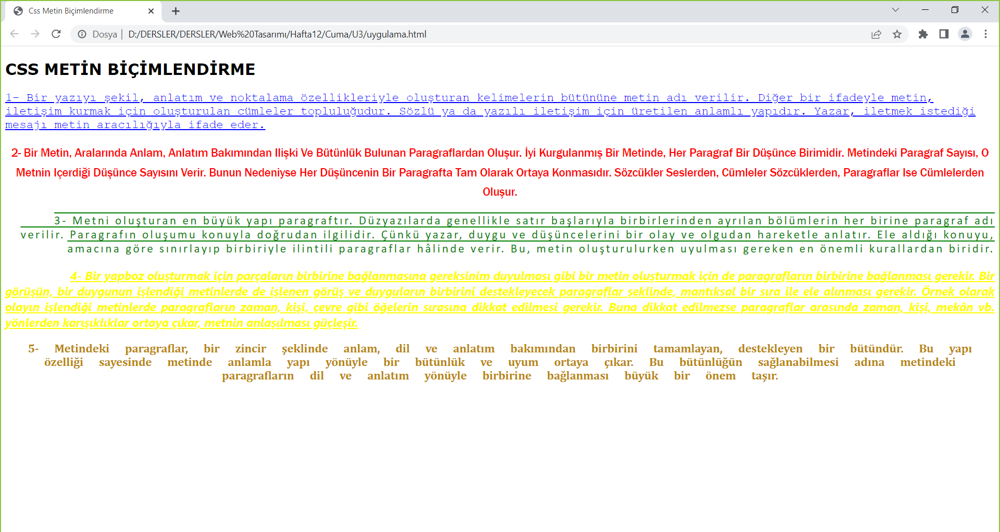 Css Metin Biçimlendirme
Dosya | D:/DERSLER/DERSLER/Web%20Tasarımı/Hafta12/Cuma/U3/uygulama.html
CSS METİN BİÇİMLENDİRME
1- Bir yazıyı şekil, anlatım ve noktalama özellikleriyle oluşturan kelimelerin bütününe metin adı verilir. Diğer bir ifadeyle metin,
iletişim kurmak için oluşturulan cümleler topluluğudur. Sözlü ya da yazılı iletişim için üretilen anlamlı yapıdır. Yazar, iletmek istediği
mesajı metin aracılığıyla ifade eder.
2- Bir Metin, Aralarında Anlam, Anlatım Bakımından Ilişki Ve Bütünlük Bulunan Paragraflardan Oluşur. İyi Kurgulanmış Bir Metinde, Her Paragraf Bir Düşünce Birimidir. Metindeki Paragraf Sayısı, O
Metnin Içerdiği Düşünce Sayısını Verir. Bunun Nedeniyse Her Düşüncenin Bir Paragrafta Tam Olarak Ortaya Konmasıdır. Sözcükler Seslerden, Cümleler Sözcüklerden, Paragraflar Ise Cümlelerden
Oluşur.
3- Metni oluşturan en büyük yapı paragraftır. Düzyazılarda genellikle satır başlarıyla birbirlerinden ayrılan bölümlerin her birine paragraf adı
verilir. Paragrafın oluşumu konuyla doğrudan ilgilidir. Çünkü yazar, duygu ve düşüncelerini bir olay ve olgudan hareketle anlatır. Ele aldığı konuyu,
amacına göre sınırlayıp birbiriyle ilintili paragraflar hâlinde verir. Bu, metin oluşturulurken uyulması gereken en önemli kurallardan biridir.
4- Bir yapboz oluşturmak için parçaların birbirine bağlanmasına gereksinim duyulması gibi bir metin oluşturmak için de paragrafların birbirine bağlanması gerekir. Bir
görüşün, bir duygunun işlendiği metinlerde de işlenen görüş ve duyguların birbirini destekleyecek paragraflar şeklinde, mantıksal bir sıra ile ele alınması gerekir. Örnek olarak
olayın işlendiği metinlerde paragrafların zaman, kişi, çevre gibi öğelerin sırasına dikkat edilmesi gerekir. Buna dikkat edilmezse paragraflar arasında zaman, kişi, mekân vb.
yönlerden karışıklıklar ortaya çıkar, metnin anlaşılması güçleşir.
5- Metindeki paragraflar, bir zincir şeklinde anlam, dil ve anlatım bakımından birbirini tamamlayan, destekleyen bir bütündür. Bu yapı
özelliği sayesinde metinde anlamla yapı yönüyle bir bütünlük ve uyum ortaya çıkar. Bu bütünlüğün sağlanabilmesi adına metindeki
paragrafların dil ve anlatım yönüyle birbirine bağlanması büyük bir önem taşır.